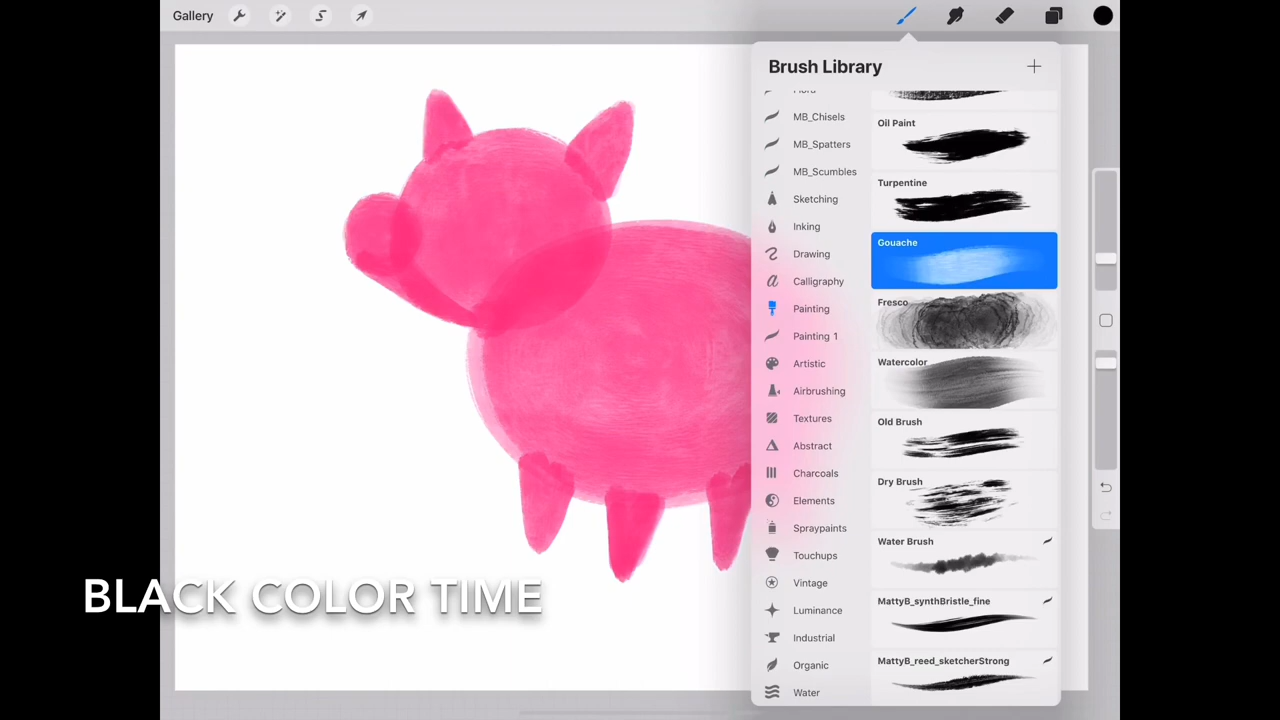 Gallery
Brush Library
MB_Chisels
MB_Spatters
MB_Scumbles
Sketching
Inking
Drawing
Calligraphy
Painting
Painting 1
Artistic
Airbrushing
Textures
Abstract
Charcoals
Elements
Spraypaints
Touchups
Vintage
Luminance
Industrial
Organic
Water
Oil Paint
Turpentine
Gouache
Fresco
Watercolor
Old Brush
Dry Brush
Water Brush
MattyB_synthBristle_fine
MattyB_reed_sketcherStrong
BLACK COLOR TIME